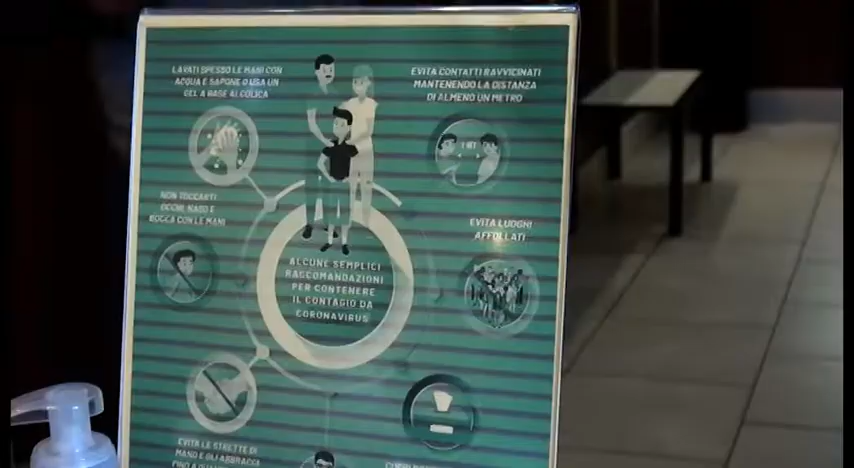 LAVATI SPESSO LE MANI CON
ACQUA E SAPONE O USA UN
GEL A BASE ALCOLICA
EVITA CONTATTI RAVVICINATI
MANTENENDO LA DISTANZA
DI ALMENO UN METRO
NON TOCCARTI
OCCHI, NASO E
BOCCA CON LE MANI
EVITA LUOGHI
AFFOLLATI
ALCUNE SEMPLICI
RACCOMANDAZIONI
PER CONTENERE
IL CONTAGIO DA
CORONAVIRUS
EVITA LE STRETTE DI
MANO E GLI ABBRACCI
FINO A